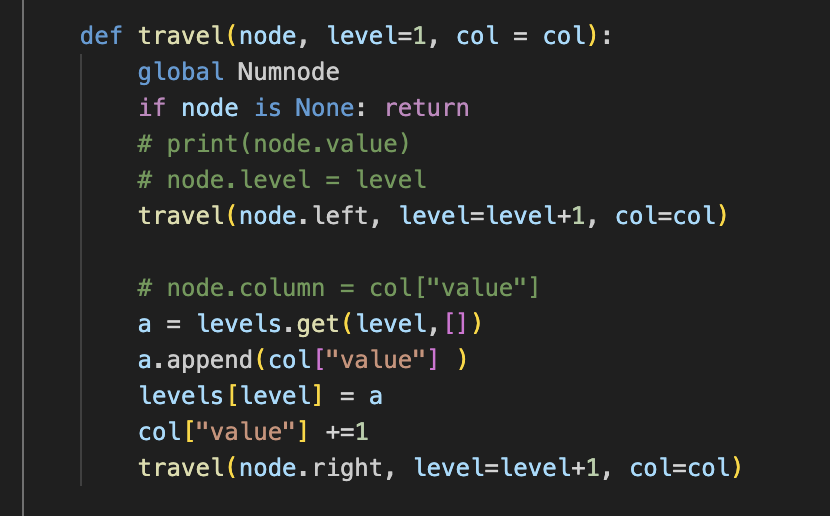 def travel(node, level=1, col = col):
global Numnode
if node is None: return
# print(node.value)
# node.level = level
travel(node.left, level=level+1, col=col)
# node.column = col["value"]
a = levels.get(level,[])
a.append(col["value"] )
levels[level] = a
col["value"] +=1
travel(node.right, level=level+1, col=col)